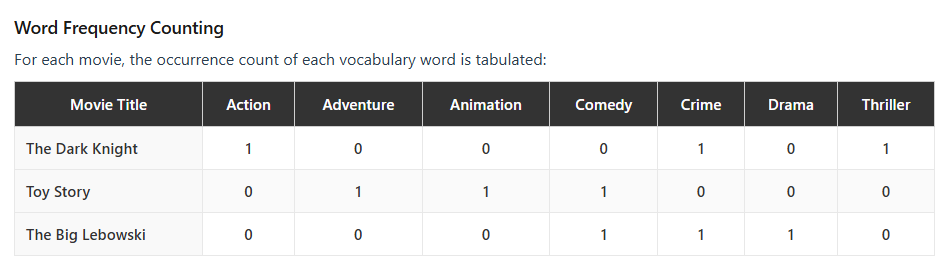 Word Frequency Counting
For each movie, the occurrence count of each vocabulary word is tabulated:
Movie Title Action Adventure Animation Comedy Crime Drama Thriller
The Dark Knight 1 0 0 0 1 0 1
Toy Story 0 1 1 1 0 0 0
The Big Lebowski 0 0 0 1 1 1 0